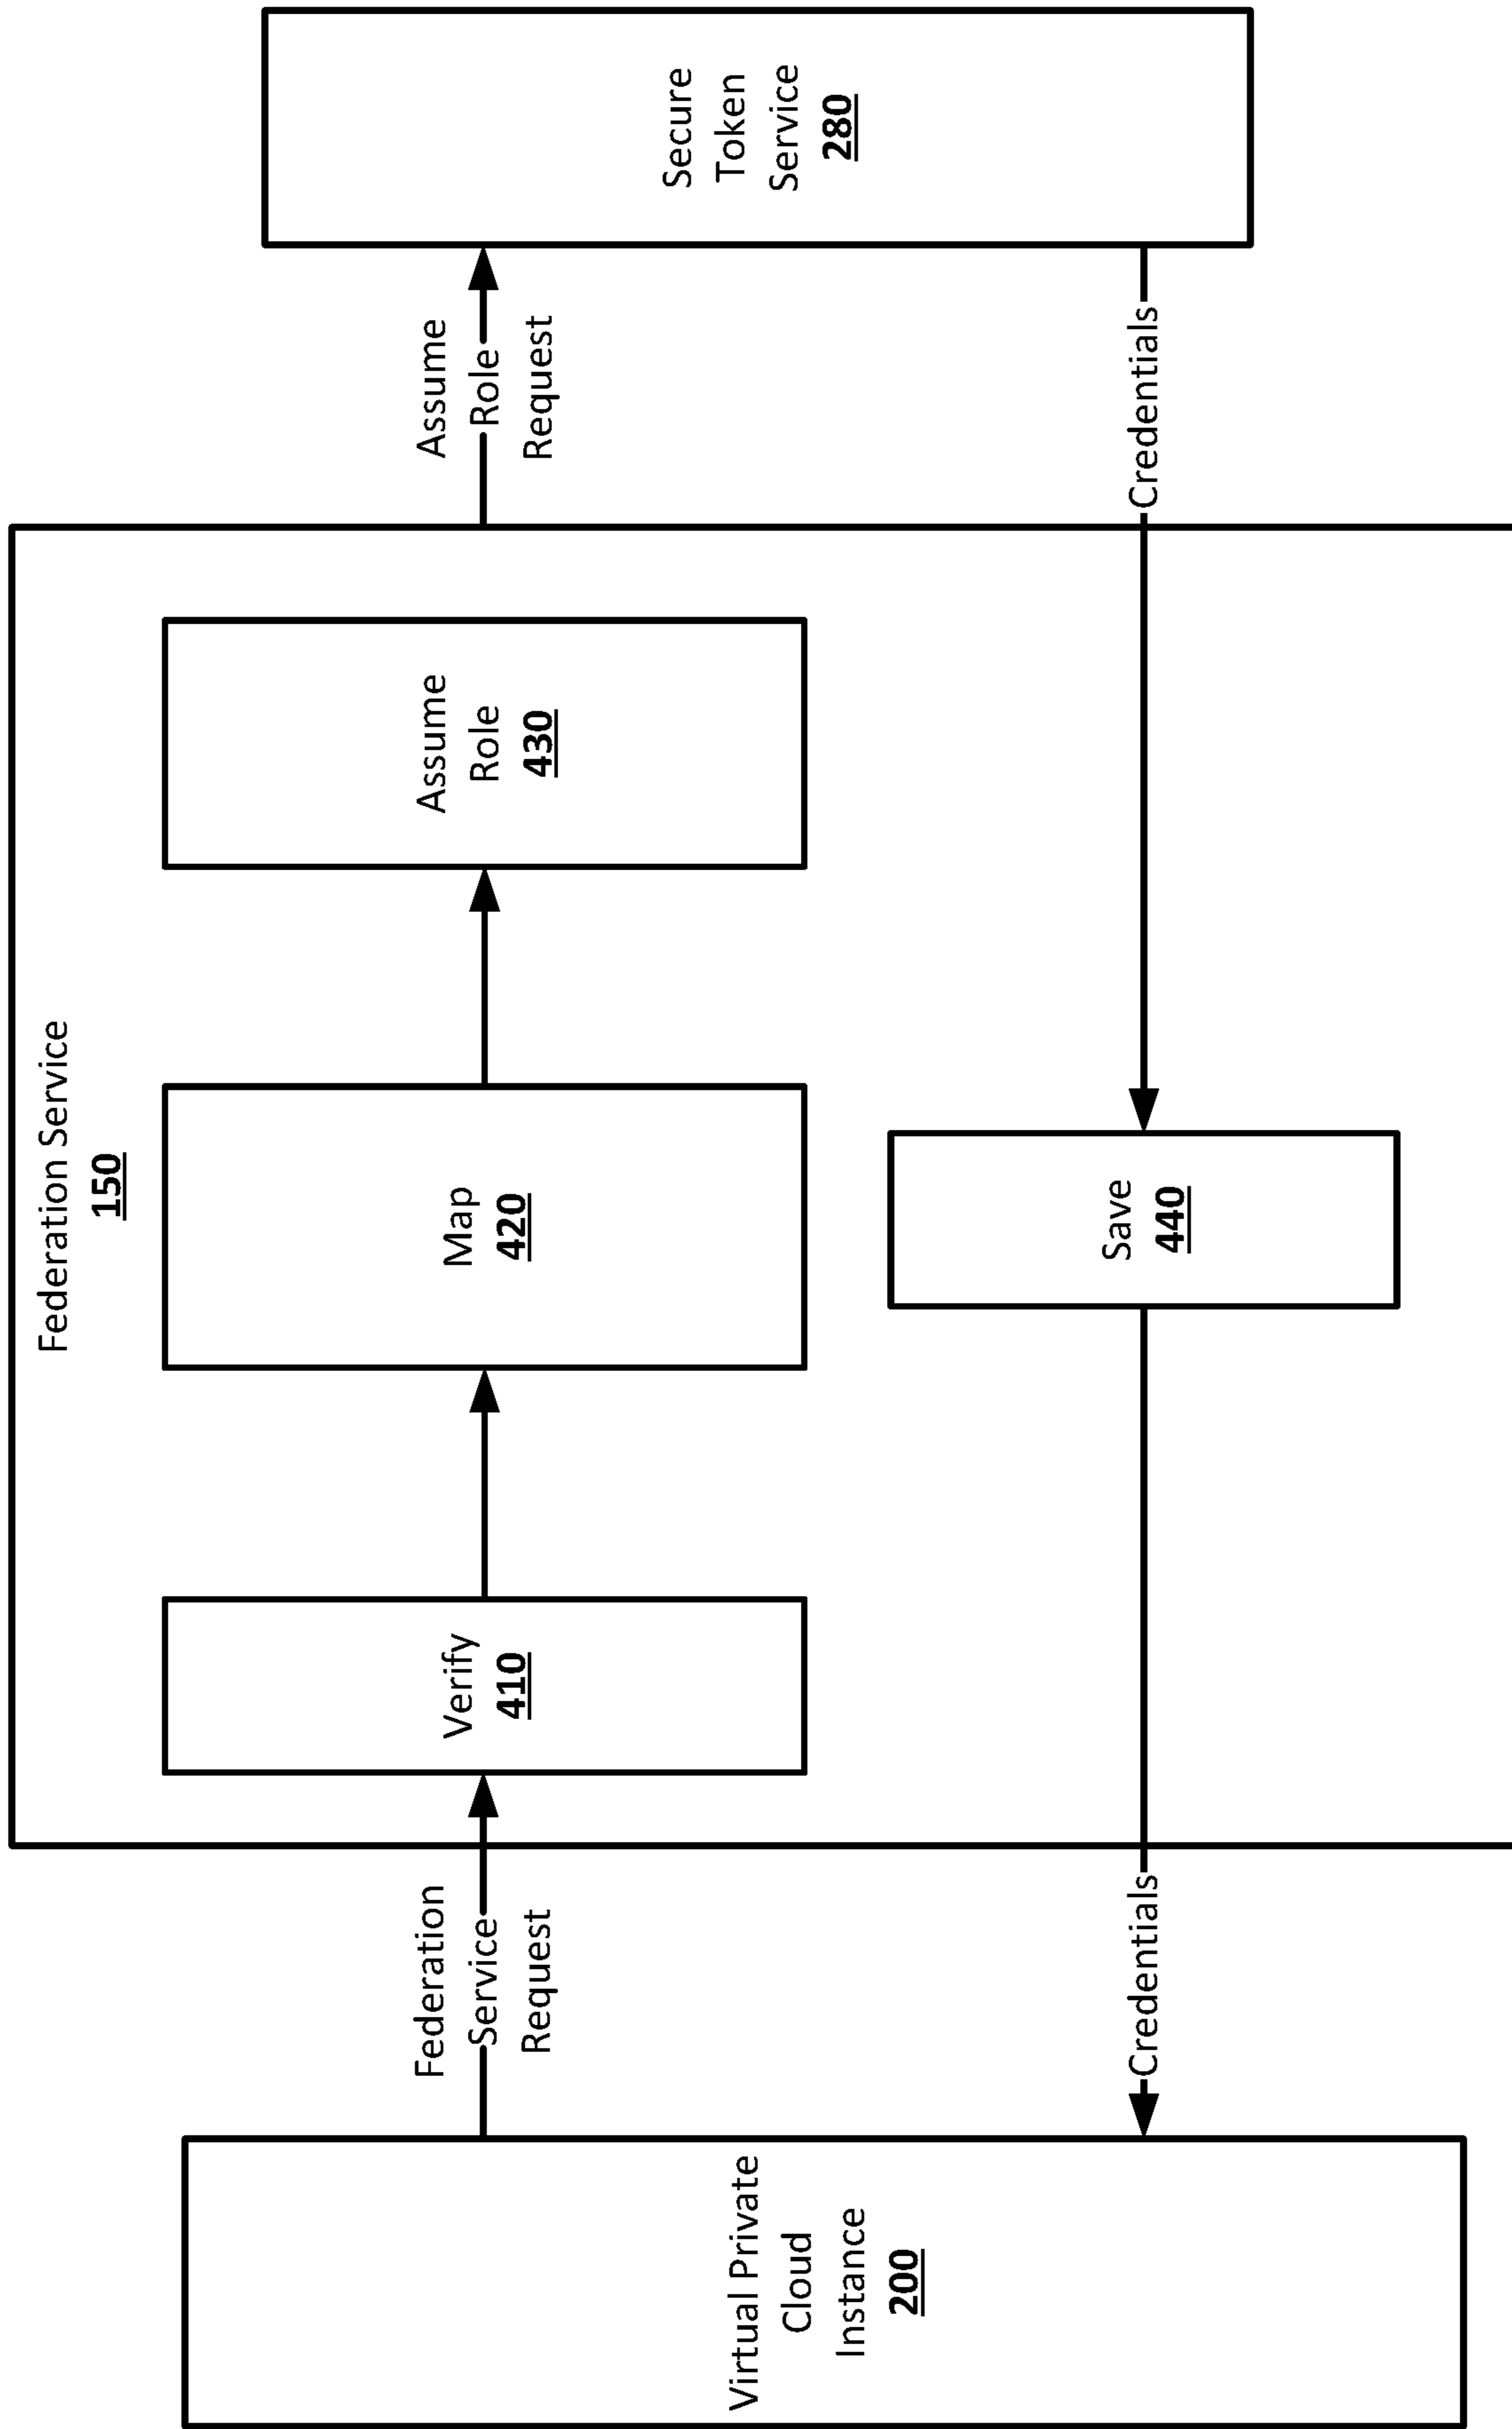 Federation Service
150
Virtual Private
Cloud
Instance
200
Federation
Service
Request
Verify
410
Map
420
Assume
Role
430
Assume
Role
Request
Secure
Token
Service
280
Credentials
Save
440
Credentials